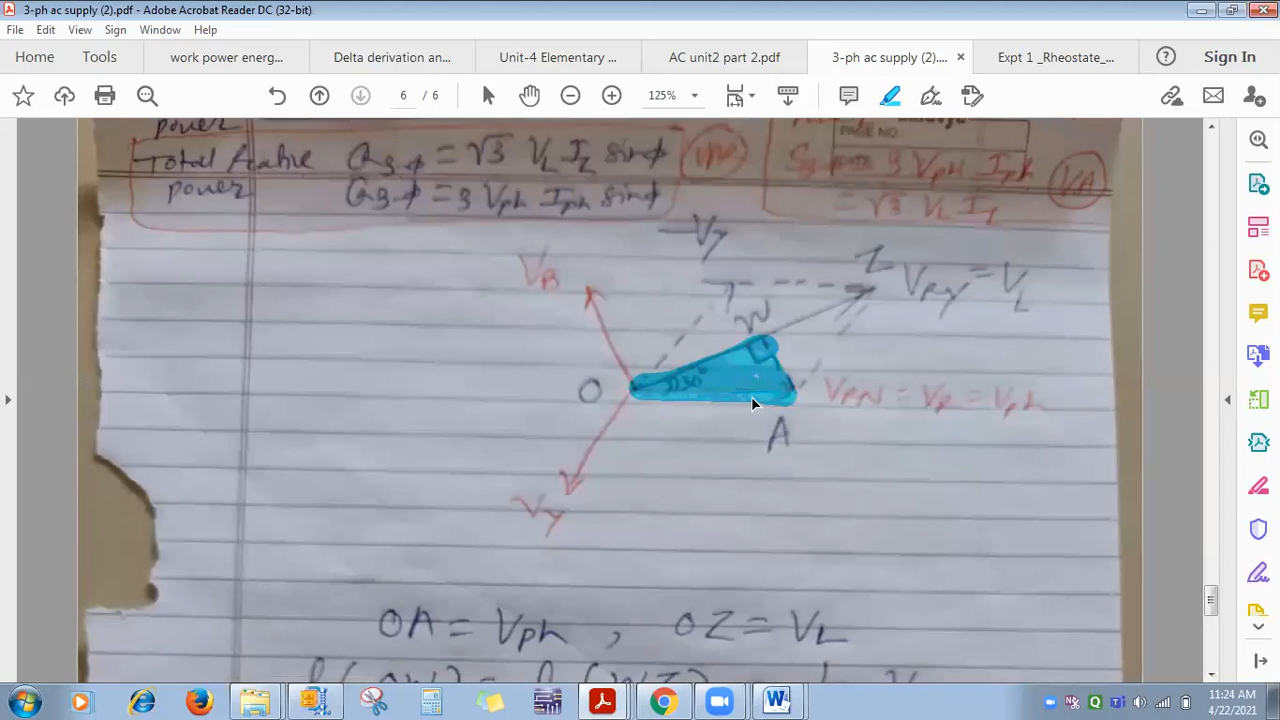 3-ph ac supply (2).pdf - Adobe Acrobat Reader DC (32-bit)
File Edit View Sign Window Help
Home Tools work power energ... Delta derivation an... Unit-4 Elementary ... AC unit2 part 2.pdf 3-ph ac supply (2).... × Expt 1 _Rheostate_... Sign In
6 / 6 125%
power
PAGE NO
Total power Q3φ = √3 VL IL sinφ
Q3φ = 3 Vph Iph sinφ
3 Vph Iph VA
= √3 VL IL
-Vy
VB
Z VRY = VL
W
O 30° VRN = VR = Vph
A
VY
OA = Vph , OZ = VL
11:24 AM
4/22/2021